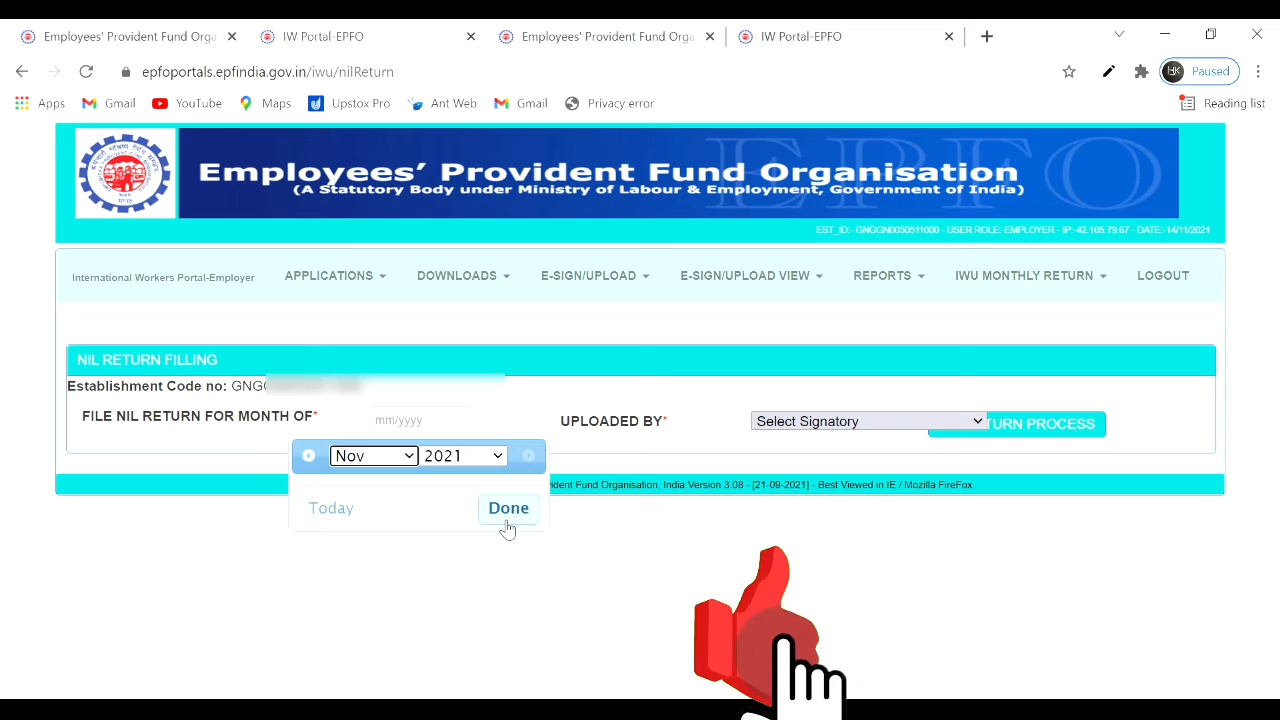 Employees' Provident Fund Orga
IW Portal-EPFO
Employees' Provident Fund Orga
IW Portal-EPFO
epfoportals.epfindia.gov.in/iwu/nilReturn
Paused
Apps
Gmail
YouTube
Maps
Upstox Pro
Ant Web
Gmail
Privacy error
Reading list
Employees' Provident Fund Organisation
(A Statutory Body under Ministry of Labour & Employment, Government of India)
EPFO
EST_ID:- GNGGN0030511000 - USER ROLE:-EMPLOYER - IP:-42.105.79.67 - DATE:-14/11/2021
International Workers Portal-Employer
APPLICATIONS
DOWNLOADS
E-SIGN/UPLOAD
E-SIGN/UPLOAD VIEW
REPORTS
IWU MONTHLY RETURN
LOGOUT
NIL RETURN FILLING
Establishment Code no: GNG
FILE NIL RETURN FOR MONTH OF*
mm/yyyy
UPLOADED BY*
Select Signatory
TURN PROCESS
Nov
2021
Today
Done
ident Fund Organisation, India Version 3.08 - [21-09-2021] - Best Viewed in IE / Mozilla FireFox